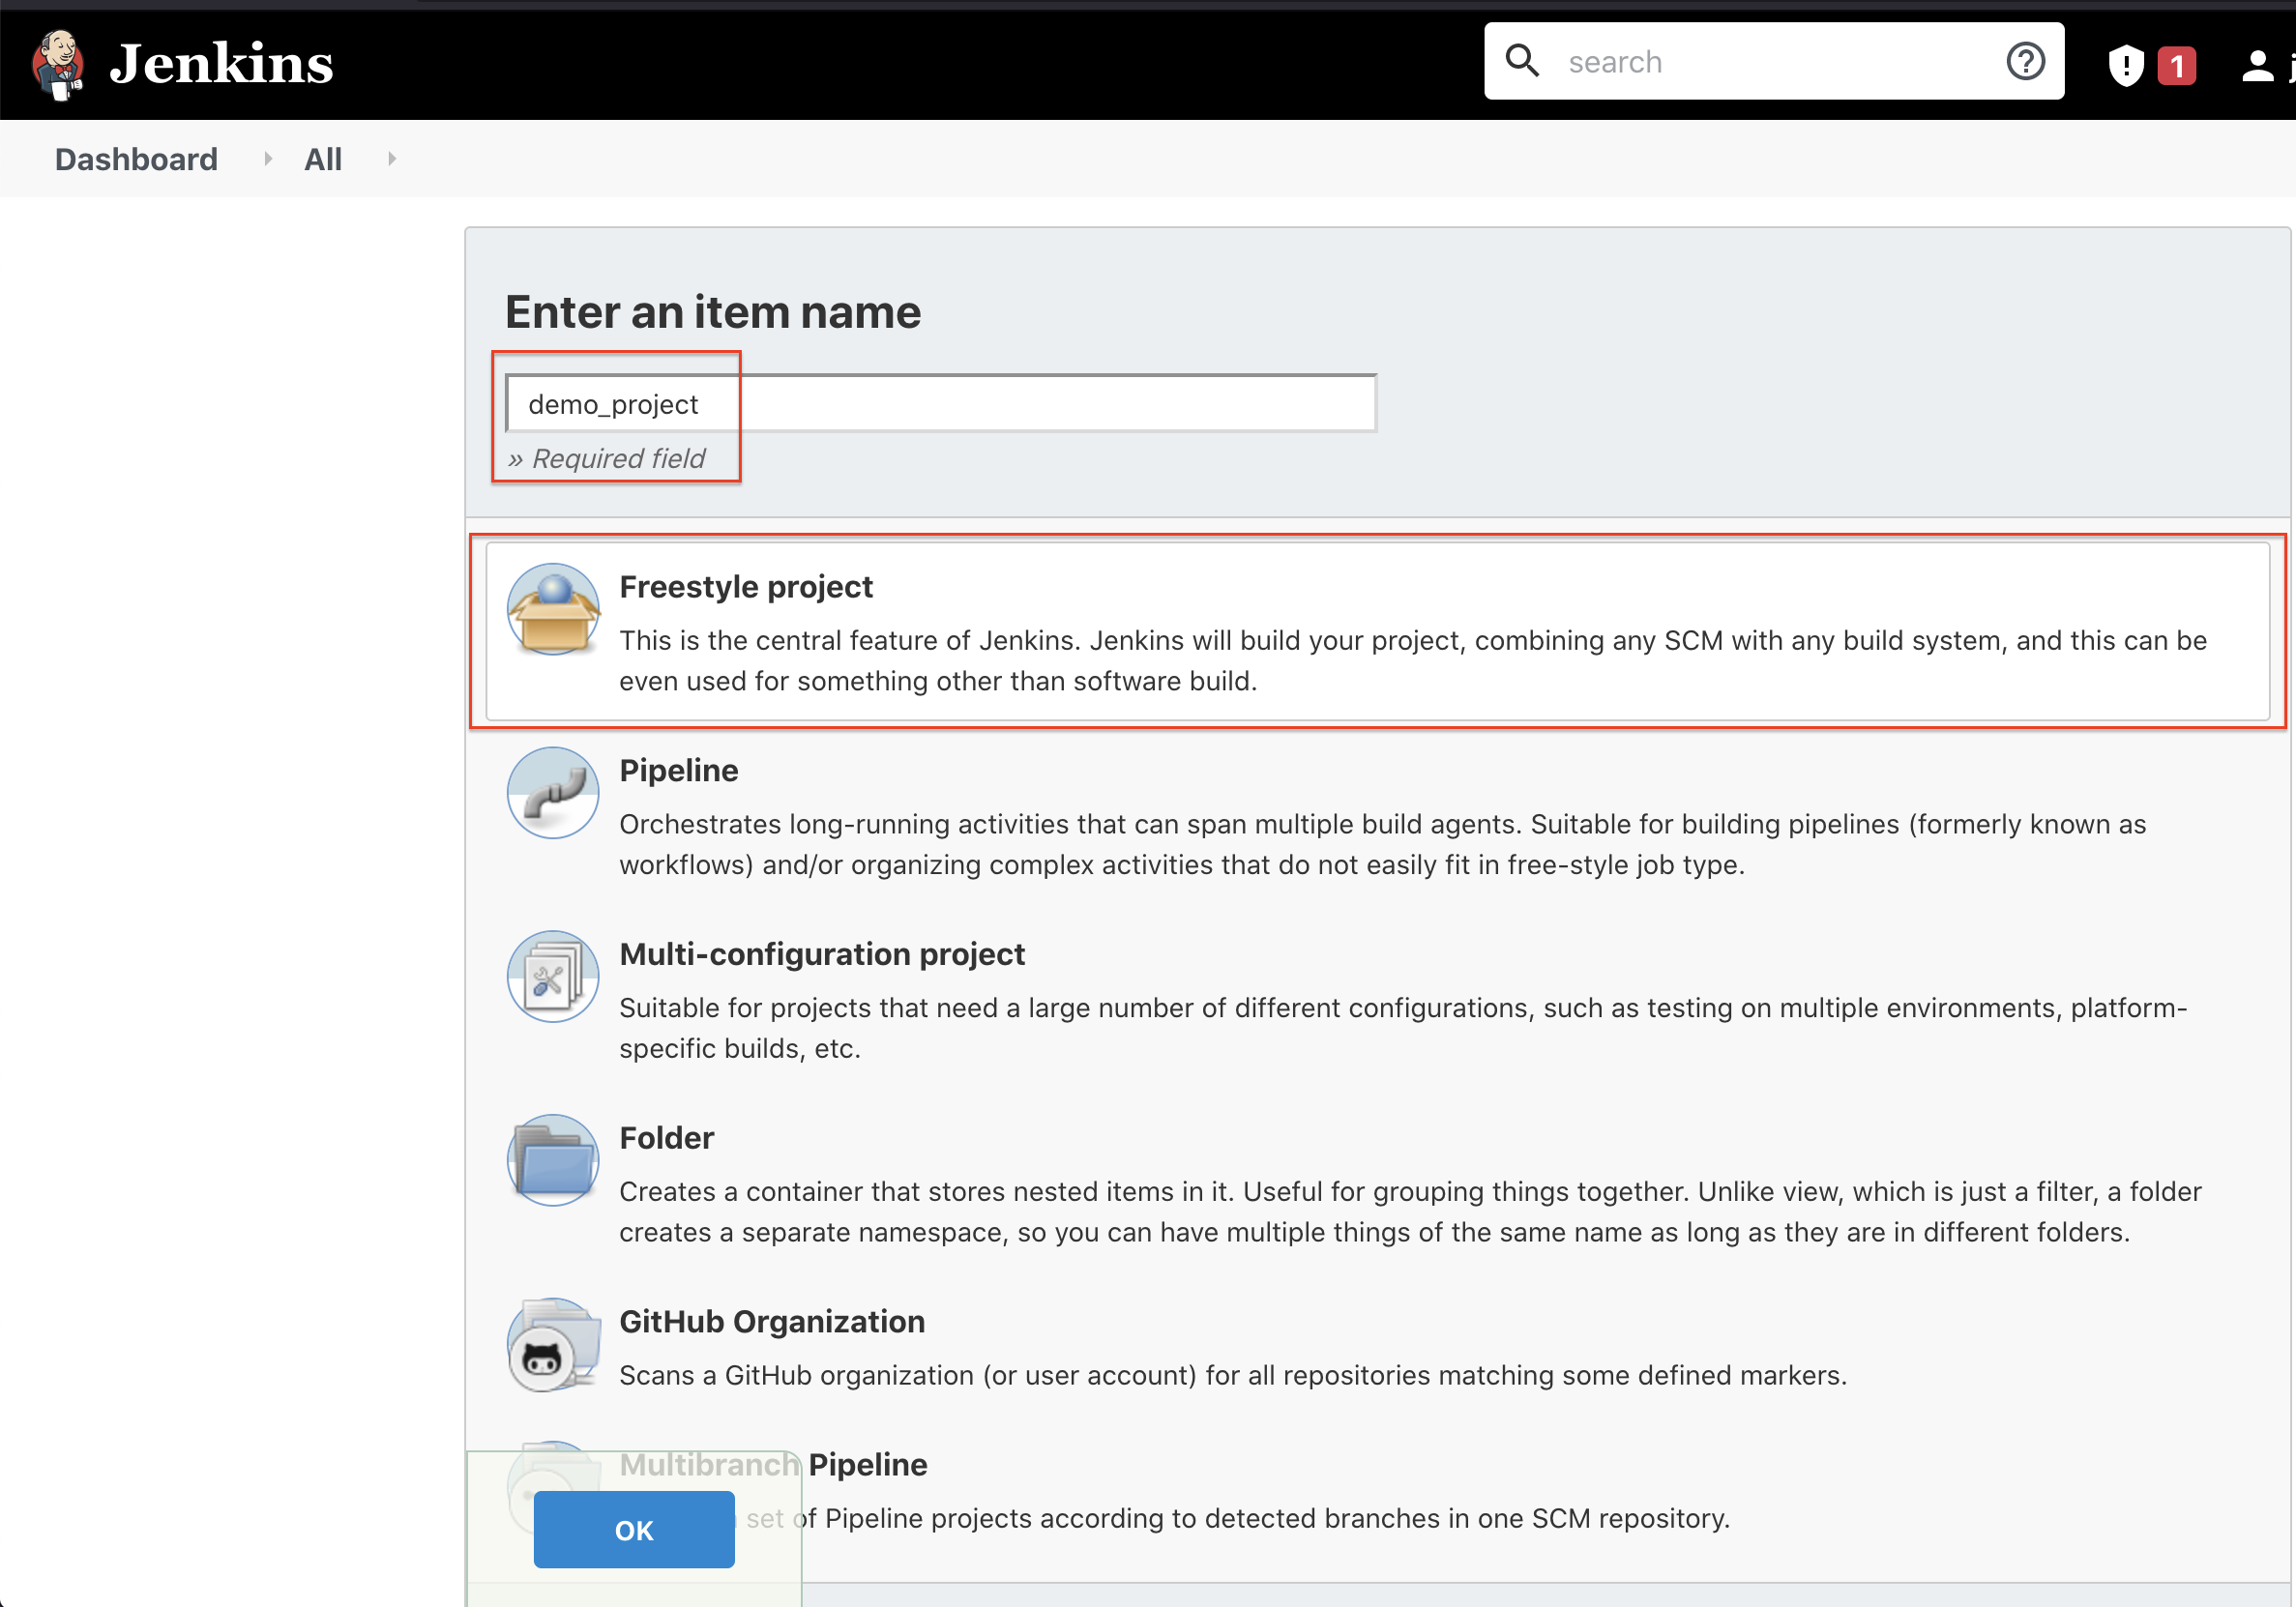 Jenkins
search
1
Dashboard All
Enter an item name
demo_project
» Required field
Freestyle project
This is the central feature of Jenkins. Jenkins will build your project, combining any SCM with any build system, and this can be
even used for something other than software build.
Pipeline
Orchestrates long-running activities that can span multiple build agents. Suitable for building pipelines (formerly known as
workflows) and/or organizing complex activities that do not easily fit in free-style job type.
Multi-configuration project
Suitable for projects that need a large number of different configurations, such as testing on multiple environments, platform-
specific builds, etc.
Folder
Creates a container that stores nested items in it. Useful for grouping things together. Unlike view, which is just a filter, a folder
creates a separate namespace, so you can have multiple things of the same name as long as they are in different folders.
GitHub Organization
Scans a GitHub organization (or user account) for all repositories matching some defined markers.
Multibranch Pipeline
set of Pipeline projects according to detected branches in one SCM repository.
OK